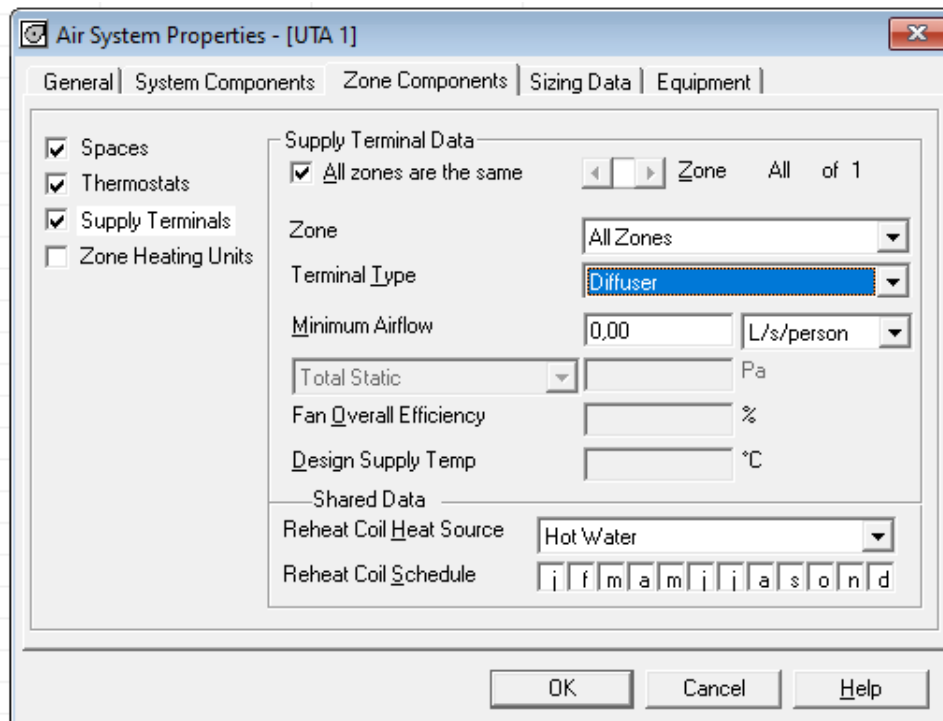 Air System Properties - [UTA 1]
General System Components Zone Components Sizing Data Equipment
Spaces
Thermostats
Supply Terminals
Zone Heating Units
Supply Terminal Data
All zones are the same Zone All of 1
Zone All Zones
Terminal Type Diffuser
Minimum Airflow 0,00 L/s/person
Total Static Pa
Fan Overall Efficiency %
Design Supply Temp °C
Shared Data
Reheat Coil Heat Source Hot Water
Reheat Coil Schedule j f m a m j j a s o n d
OK Cancel Help